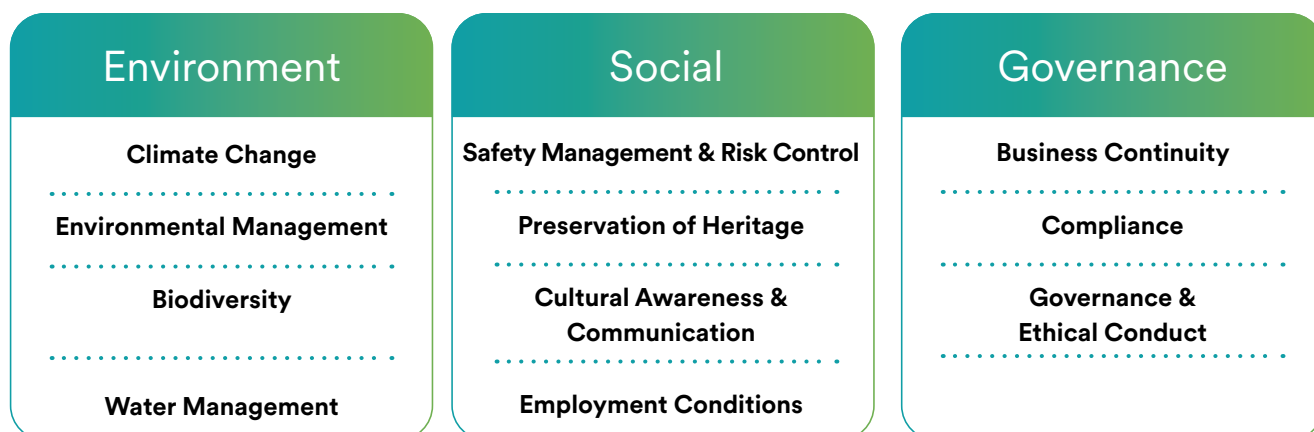 Environment
Climate Change
Environmental Management
Biodiversity
Water Management
Social
Safety Management & Risk Control
Preservation of Heritage
Cultural Awareness &
Communication
Employment Conditions
Governance
Business Continuity
Compliance
Governance &
Ethical Conduct